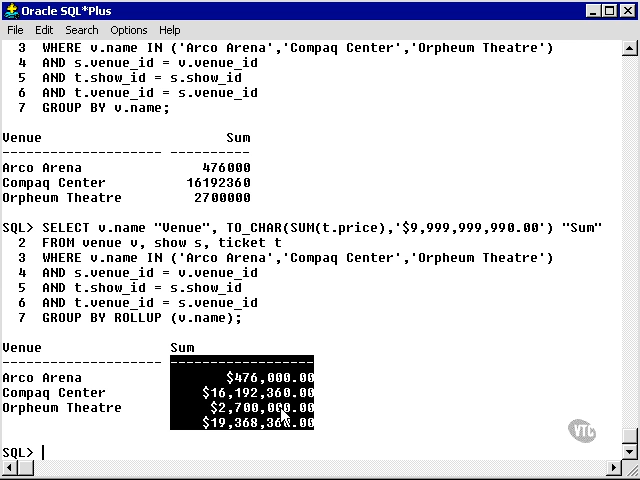 Oracle SQL*Plus
File Edit Search Options Help
3 WHERE v.name IN ('Arco Arena','Compaq Center','Orpheum Theatre')
4 AND s.venue_id = v.venue_id
5 AND t.show_id = s.show_id
6 AND t.venue_id = s.venue_id
7 GROUP BY v.name;
Venue Sum
-------------------- ----------
Arco Arena 476000
Compaq Center 16192360
Orpheum Theatre 2700000
SQL> SELECT v.name "Venue", TO_CHAR(SUM(t.price),'$9,999,999,990.00') "Sum"
2 FROM venue v, show s, ticket t
3 WHERE v.name IN ('Arco Arena','Compaq Center','Orpheum Theatre')
4 AND s.venue_id = v.venue_id
5 AND t.show_id = s.show_id
6 AND t.venue_id = s.venue_id
7 GROUP BY ROLLUP (v.name);
Venue Sum
-------------------- ------------------
Arco Arena $476,000.00
Compaq Center $16,192,360.00
Orpheum Theatre $2,700,000.00
$19,368,360.00
VTC
SQL>